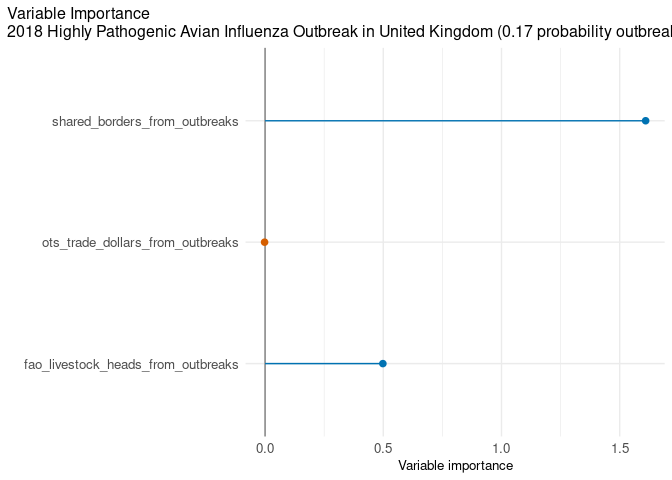 Variable Importance
2018 Highly Pathogenic Avian Influenza Outbreak in United Kingdom (0.17 probability outbreak
shared_borders_from_outbreaks
ots_trade_dollars_from_outbreaks
fao_livestock_heads_from_outbreaks
0.0 0.5 1.0 1.5
Variable importance